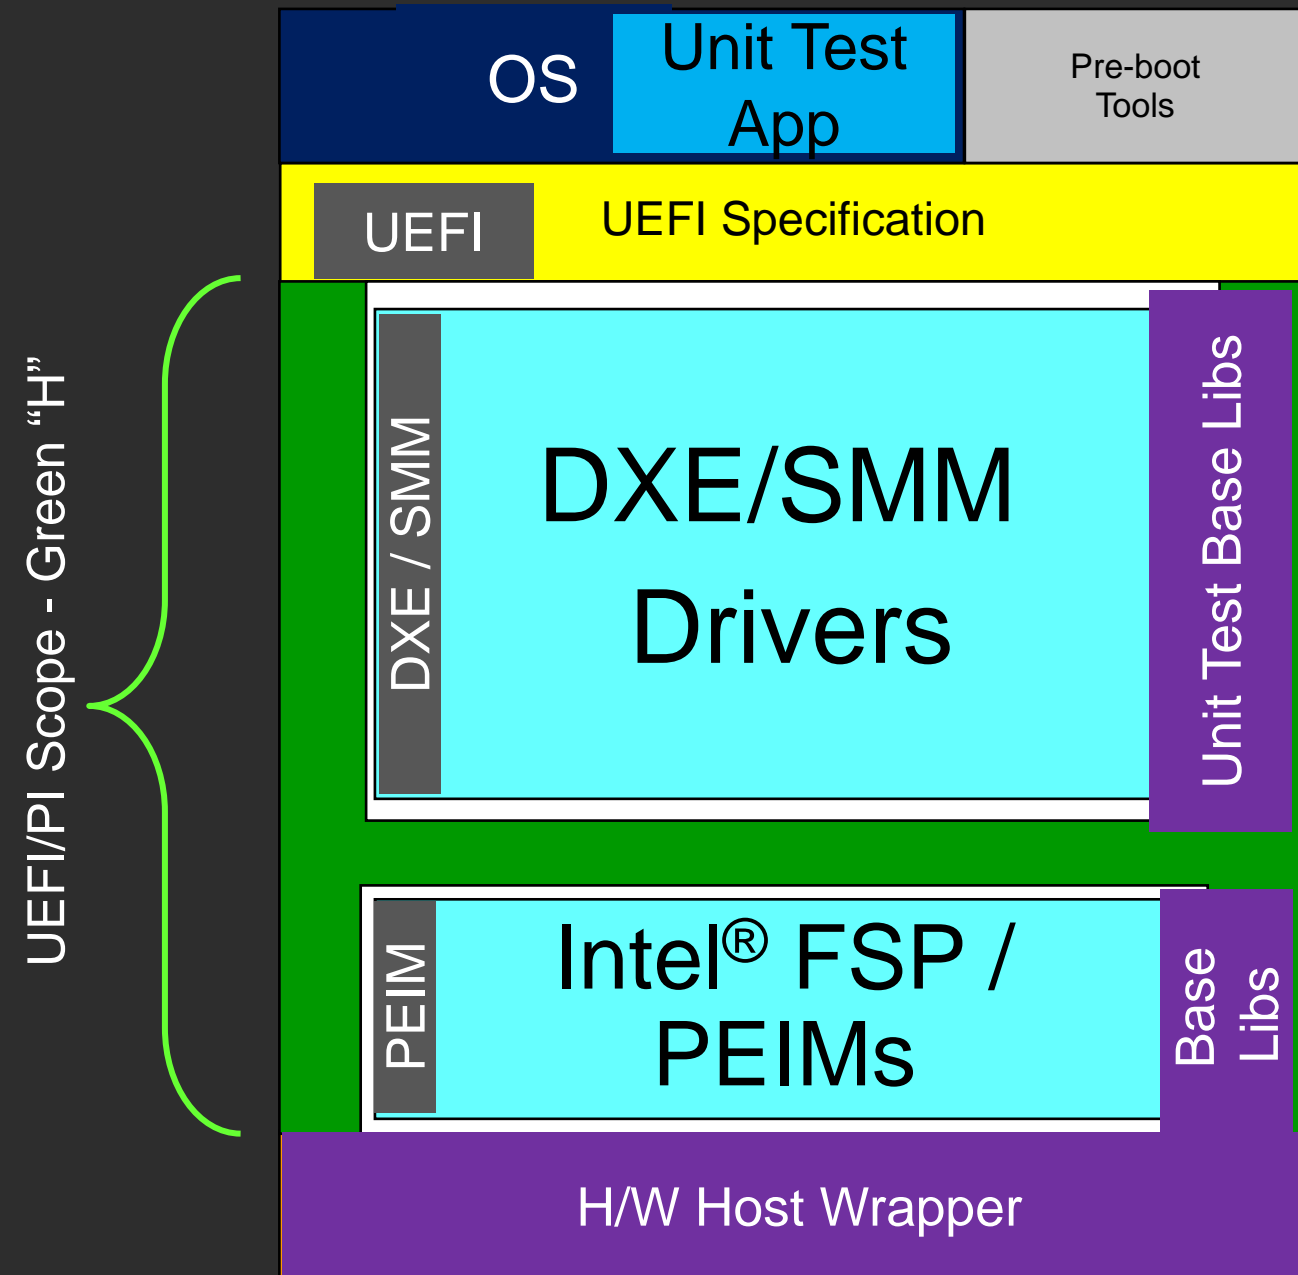 OS
Unit Test
App
Pre-boot
Tools
UEFI
UEFI Specification
UEFI/PI Scope - Green “H”
DXE / SMM
DXE/SMM
Drivers
Unit Test Base Libs
PEIM
Intel® FSP /
PEIMs
Base
Libs
H/W Host Wrapper